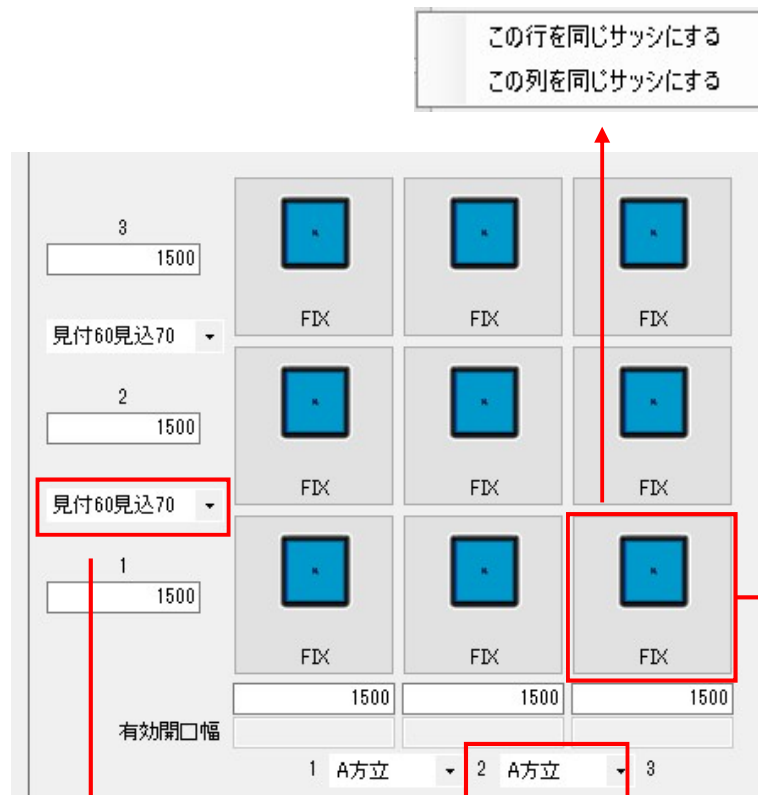 この行を同じサッシにする
この列を同じサッシにする
3
1500
FIX FIX FIX
見付60見込70
2
1500
FIX FIX FIX
見付60見込70
1
1500
FIX FIX FIX
1500 1500 1500
有効開口幅
1 A方立 2 A方立 3